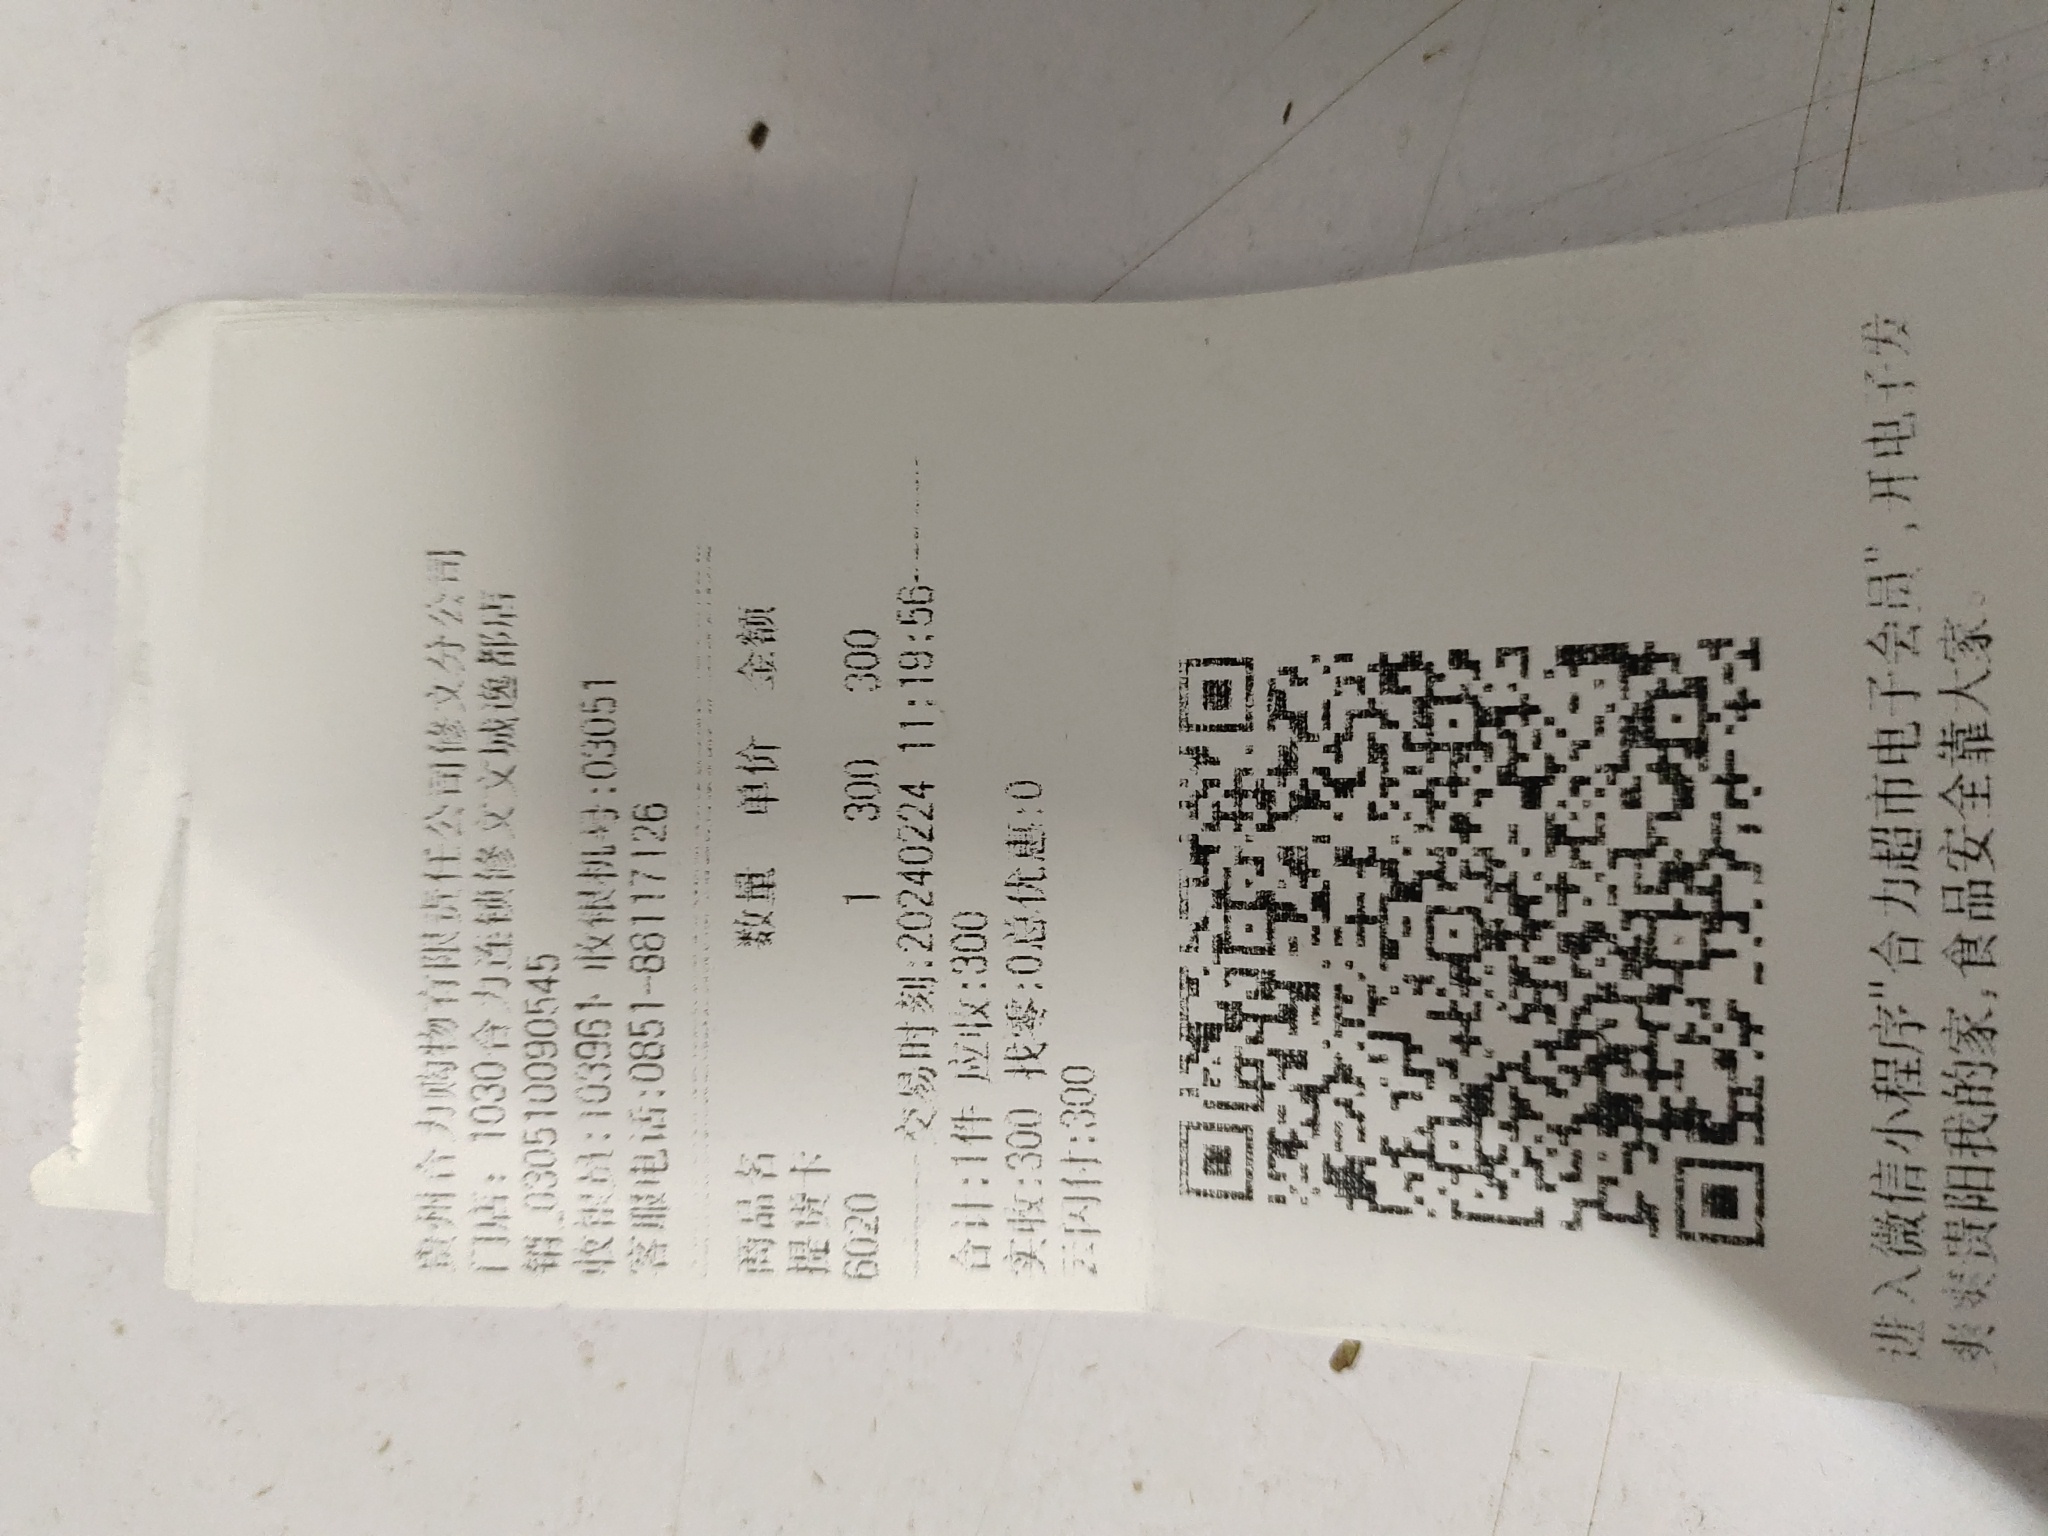 贵州合力购物有限责任公司修文分公司
门店: 1030合力连锁修文文城逸都店
销_0305100090545
收银员:103961 收银机号:03051
客服电话:0851-88117126
商品名 数量 单价 金额
提货卡
6020 1 300 300
交易时刻:20240224 11:19:56
合计:1件 应收:300
实收:300 找零:0总优惠:0
云闪付:300
进入微信小程序"合力超市电子会员",开电子发
爽爽贵阳我的家,食品安全靠大家。